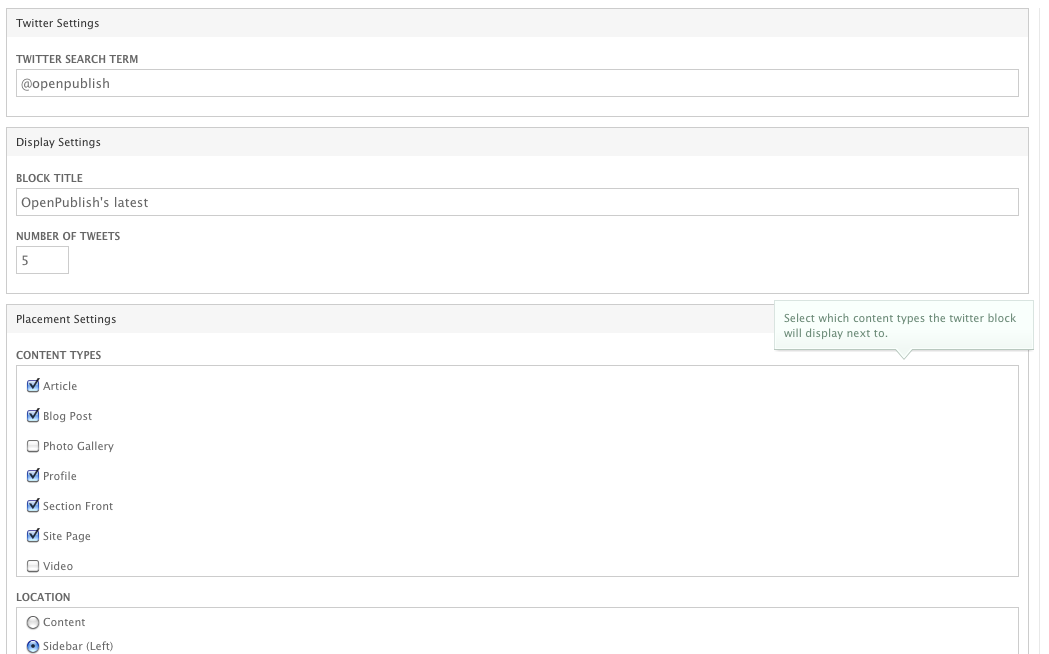 Twitter Settings
TWITTER SEARCH TERM
@openpublish
Display Settings
BLOCK TITLE
OpenPublish's latest
NUMBER OF TWEETS
5
Placement Settings
Select which content types the twitter block
will display next to.
CONTENT TYPES
Article
Blog Post
Photo Gallery
Profile
Section Front
Site Page
Video
LOCATION
Content
Sidebar (Left)